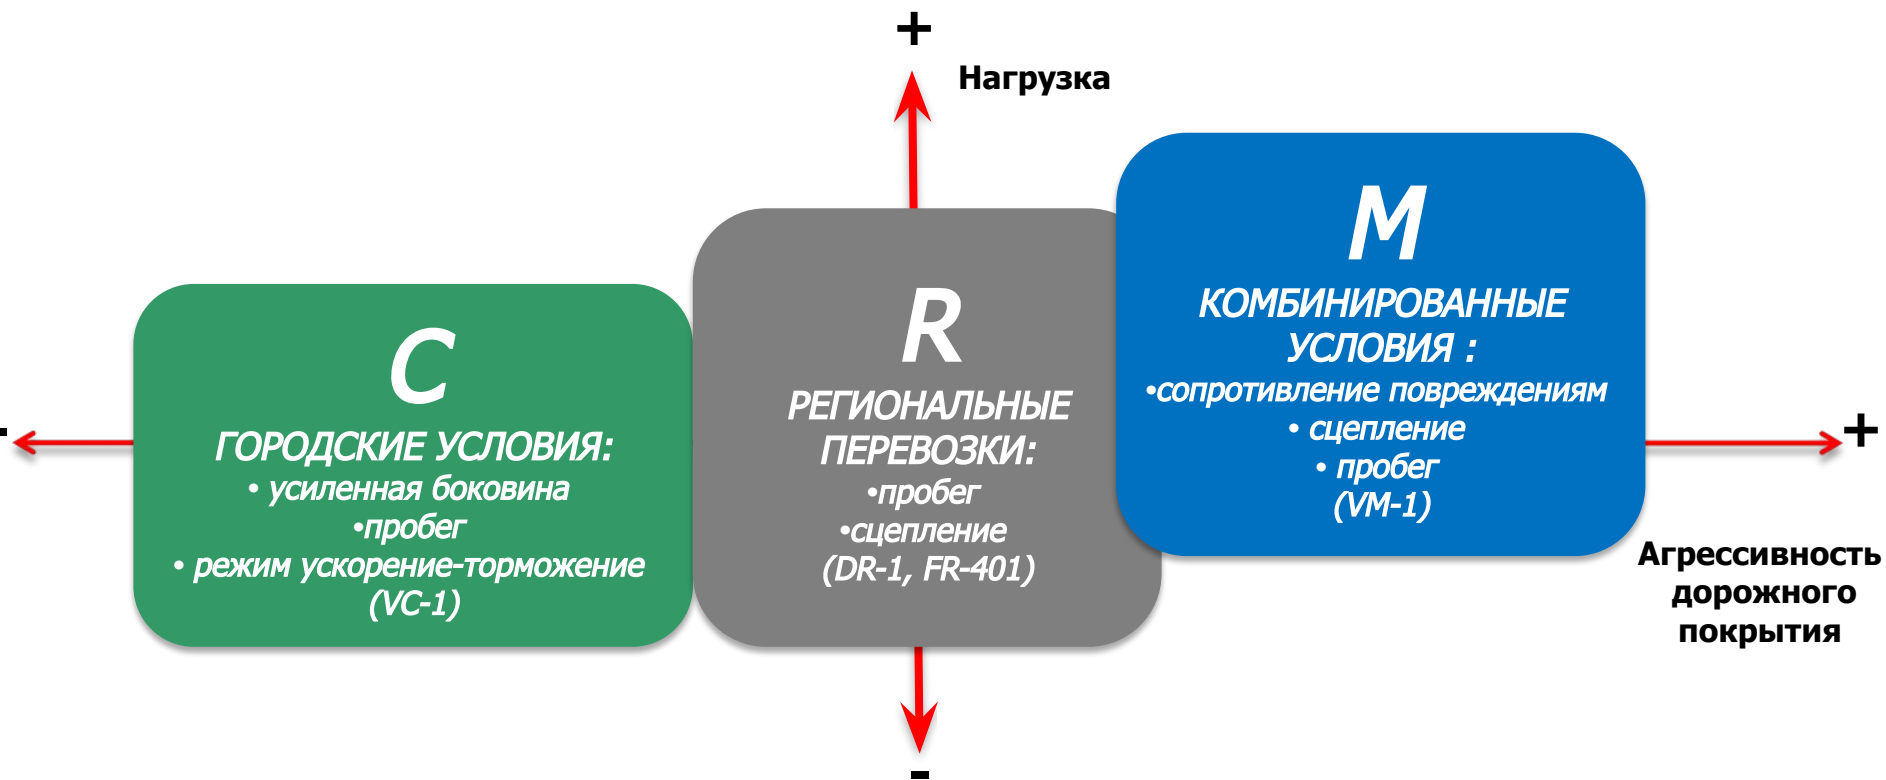 +
Нагрузка
C
ГОРОДСКИЕ УСЛОВИЯ:
• усиленная боковина
•пробег
• режим ускорение-торможение
(VC-1)
R
РЕГИОНАЛЬНЫЕ
ПЕРЕВОЗКИ:
•пробег
•сцепление
(DR-1, FR-401)
M
КОМБИНИРОВАННЫЕ
УСЛОВИЯ :
•сопротивление повреждениям
• сцепление
• пробег
(VM-1)
-
+
Агрессивность
дорожного
покрытия
-